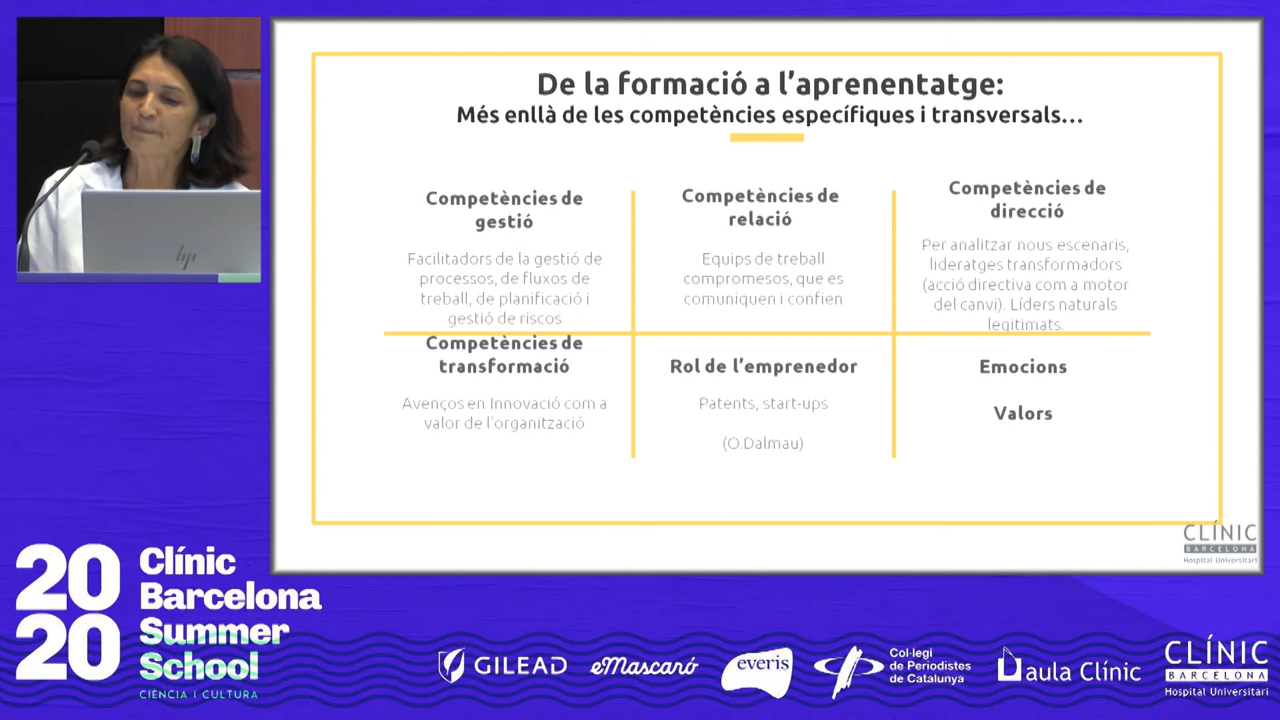 De la formació a l'aprenentatge:
Més enllà de les competències específiques i transversals...
Competències de
gestió
Facilitadors de la gestió de
processos, de fluxos de
treball, de planificació i
gestió de riscos
Competències de
relació
Equips de treball
compromesos, que es
comuniquen i confien
Competències de
direcció
Per analitzar nous escenaris,
lideratges transformadors
(acció directiva com a motor
del canvi). Líders naturals
legitimats.
Competències de
transformació
Avenços en Innovació com a
valor de l'organització
Rol de l'emprenedor
Patents, start-ups
(O.Dalmau)
Emocions
Valors
CLÍNIC
BARCELONA
Hospital Universitari
hp
20
20
Clínic
Barcelona
Summer
School
CIÈNCIA I CULTURA
GILEAD
eMascaró
everis
Col·legi
de Periodistes
de Catalunya
aula Clínic
CLÍNIC
BARCELONA
Hospital Universitari